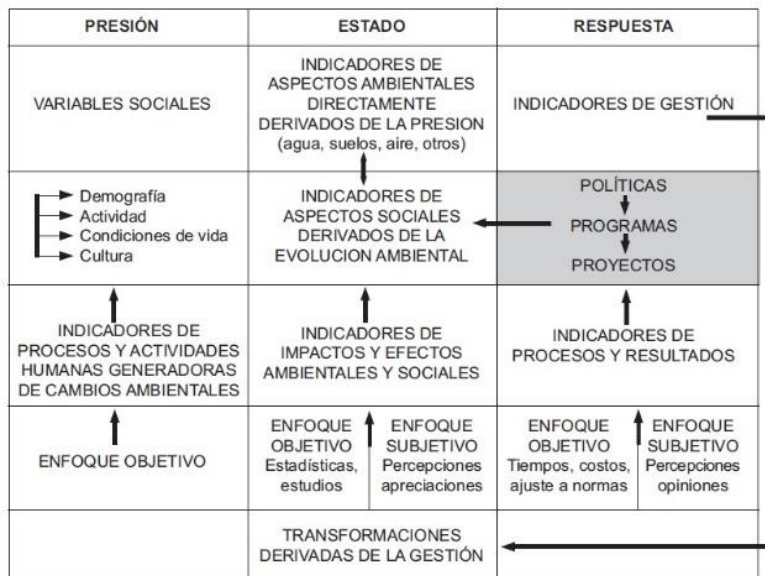 PRESIÓN
ESTADO
RESPUESTA
VARIABLES SOCIALES
INDICADORES DE
ASPECTOS AMBIENTALES
DIRECTAMENTE
DERIVADOS DE LA PRESION
(agua, suelos, aire, otros)
INDICADORES DE GESTIÓN
Demografía
Actividad
Condiciones de vida
Cultura
INDICADORES DE
ASPECTOS SOCIALES
DERIVADOS DE LA
EVOLUCION AMBIENTAL
POLÍTICAS
PROGRAMAS
PROYECTOS
INDICADORES DE
PROCESOS Y ACTIVIDADES
HUMANAS GENERADORAS
DE CAMBIOS AMBIENTALES
INDICADORES DE
IMPACTOS Y EFECTOS
AMBIENTALES Y SOCIALES
INDICADORES DE
PROCESOS Y RESULTADOS
ENFOQUE OBJETIVO
ENFOQUE
OBJETIVO
Estadísticas,
estudios
ENFOQUE
SUBJETIVO
Percepciones
apreciaciones
ENFOQUE
OBJETIVO
Tiempos, costos,
ajuste a normas
ENFOQUE
SUBJETIVO
Percepciones
opiniones
TRANSFORMACIONES
DERIVADAS DE LA GESTIÓN